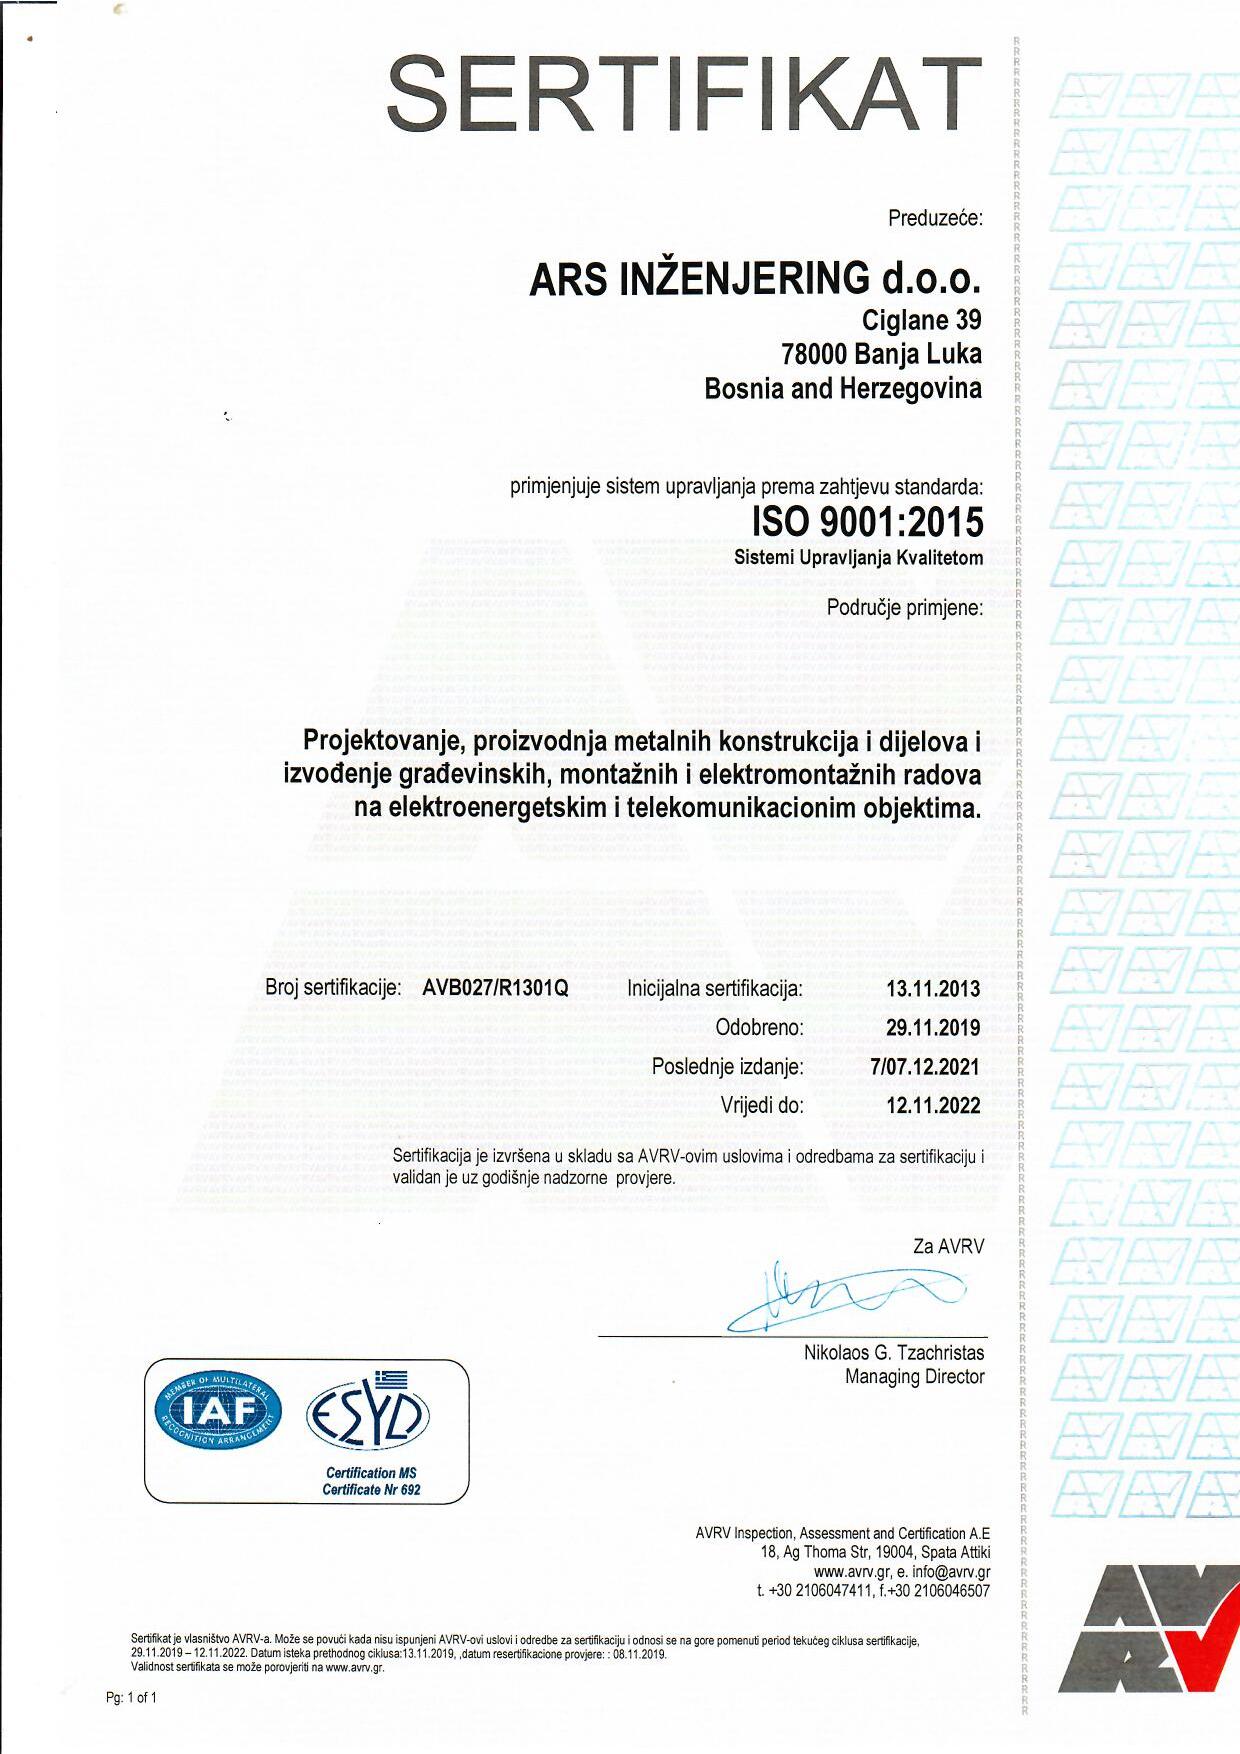 SERTIFIKAT
Preduzeće:
ARS INŽENJERING d.o.o.
Ciglane 39
78000 Banja Luka
Bosnia and Herzegovina
primjenjuje sistem upravljanja prema zahtjevu standarda:
ISO 9001:2015
Sistemi Upravljanja Kvalitetom
Područje primjene:
Projektovanje, proizvodnja metalnih konstrukcija i dijelova i
izvođenje građevinskih, montažnih i elektromontažnih radova
na elektroenergetskim i telekomunikacionim objektima.
Broj sertifikacije: AVB027/R1301Q Inicijalna sertifikacija: 13.11.2013
Odobreno: 29.11.2019
Poslednje izdanje: 7/07.12.2021
Vrijedi do: 12.11.2022
Sertifikacija je izvršena u skladu sa AVRV-ovim uslovima i odredbama za sertifikaciju i
validan je uz godišnje nadzorne provjere.
Za AVRV
Nikolaos G. Tzachristas
Managing Director
MEMBER OF MULTILATERAL
IAF
RECOGNITION ARRANGEMENT
ESYD
Certification MS
Certificate Nr 692
AVRV Inspection, Assessment and Certification A.E
18, Ag Thoma Str, 19004, Spata Attiki
www.avrv.gr, e. info@avrv.gr
t. +30 2106047411, f.+30 2106046507
AVRV
Sertifikat je vlasništvo AVRV-a. Može se povući kada nisu ispunjeni AVRV-ovi uslovi i odredbe za sertifikaciju i odnosi se na gore pomenuti period tekućeg ciklusa sertifikacije,
29.11.2019 – 12.11.2022. Datum isteka prethodnog ciklusa:13.11.2019, ,datum resertifikacione provjere: : 08.11.2019.
Validnost sertifikata se može porovjeriti na www.avrv.gr.
Pg: 1 of 1